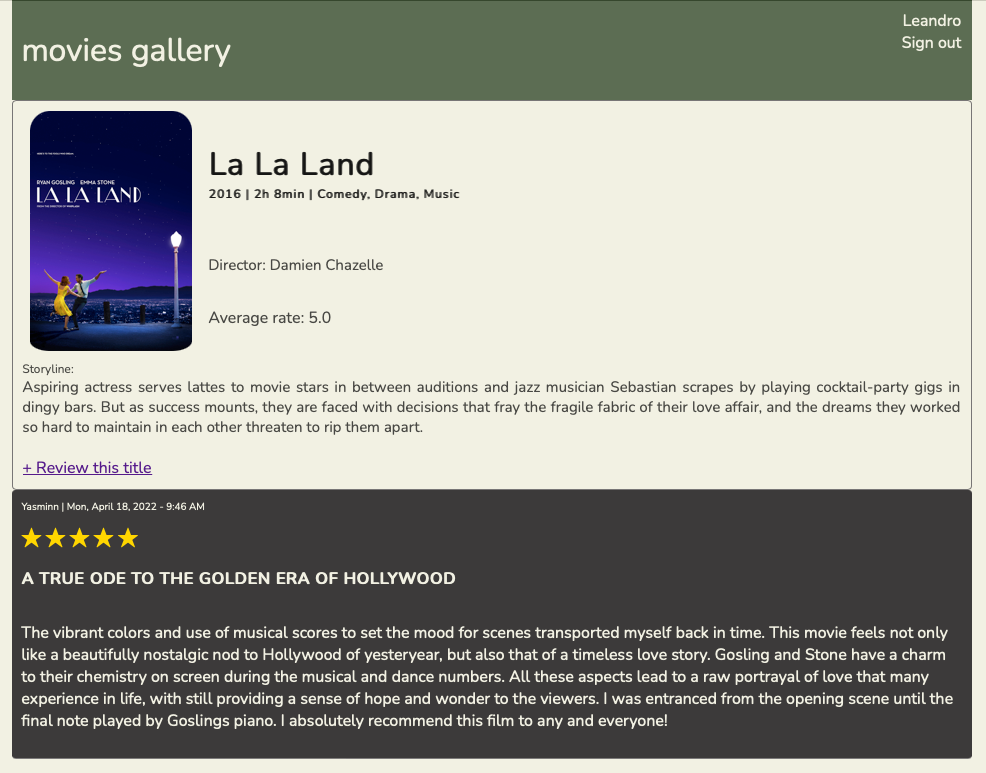 Leandro
Sign out
movies gallery
RYAN GOSLING EMMA STONE
LA LA LAND
La La Land
2016 | 2h 8min | Comedy, Drama, Music
Director: Damien Chazelle
Average rate: 5.0
Storyline:
Aspiring actress serves lattes to movie stars in between auditions and jazz musician Sebastian scrapes by playing cocktail-party gigs in
dingy bars. But as success mounts, they are faced with decisions that fray the fragile fabric of their love affair, and the dreams they worked
so hard to maintain in each other threaten to rip them apart.
+ Review this title
Yasminn | Mon, April 18, 2022 - 9:46 AM
A TRUE ODE TO THE GOLDEN ERA OF HOLLYWOOD
The vibrant colors and use of musical scores to set the mood for scenes transported myself back in time. This movie feels not only
like a beautifully nostalgic nod to Hollywood of yesteryear, but also that of a timeless love story. Gosling and Stone have a charm
to their chemistry on screen during the musical and dance numbers. All these aspects lead to a raw portrayal of love that many
experience in life, with still providing a sense of hope and wonder to the viewers. I was entranced from the opening scene until the
final note played by Goslings piano. I absolutely recommend this film to any and everyone!